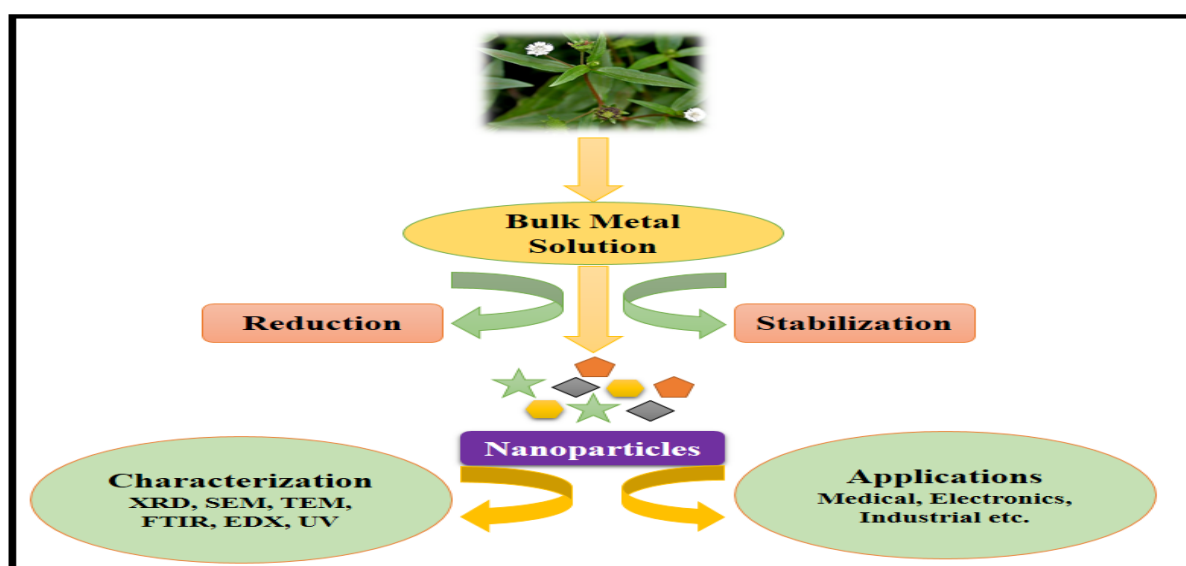 Bulk Metal
Solution
Reduction
Stabilization
Nanoparticles
Characterization
XRD, SEM, TEM,
FTIR, EDX, UV
Applications
Medical, Electronics,
Industrial etc.